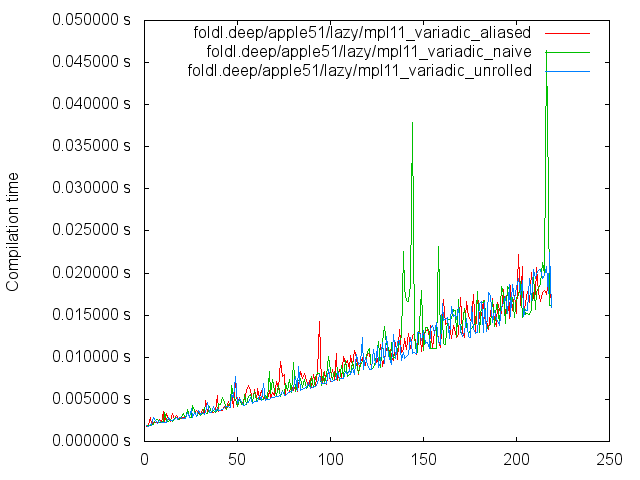 0.050000 s
foldl.deep/apple51/lazy/mpl11_variadic_aliased
foldl.deep/apple51/lazy/mpl11_variadic_naive
foldl.deep/apple51/lazy/mpl11_variadic_unrolled
0.045000 s
0.040000 s
0.035000 s
0.030000 s
0.025000 s
0.020000 s
0.015000 s
0.010000 s
0.005000 s
0.000000 s
Compilation time
0 50 100 150 200 250